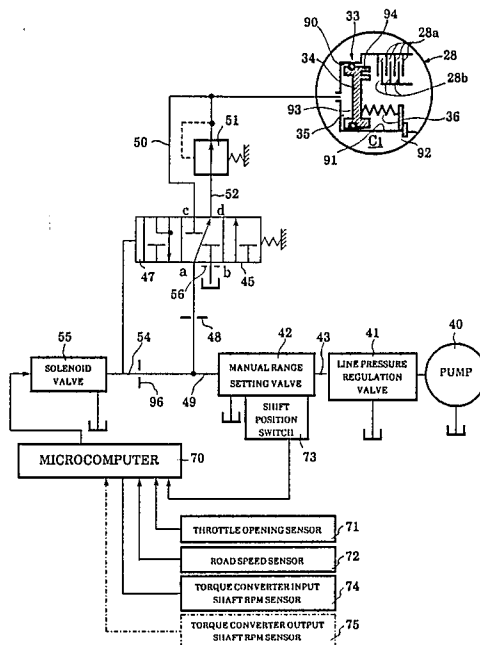 90
33
94
28a
28
34
28b
93
35
91
C1
36
92
50
51
52
c
d
47
a
56
b
45
48
42
43
41
40
55
54
SOLENOID
VALVE
96
49
MANUAL RANGE
SETTING VALVE
LINE PRESSURE
REGULATION
VALVE
PUMP
SHIFT
POSITION
SWITCH
73
MICROCOMPUTER
70
THROTTLE OPENING SENSOR
71
ROAD SPEED SENSOR
72
TORQUE CONVERTER INPUT
SHAFT RPM SENSOR
74
TORQUE CONVERTER OUTPUT
SHAFT RPM SENSOR
75